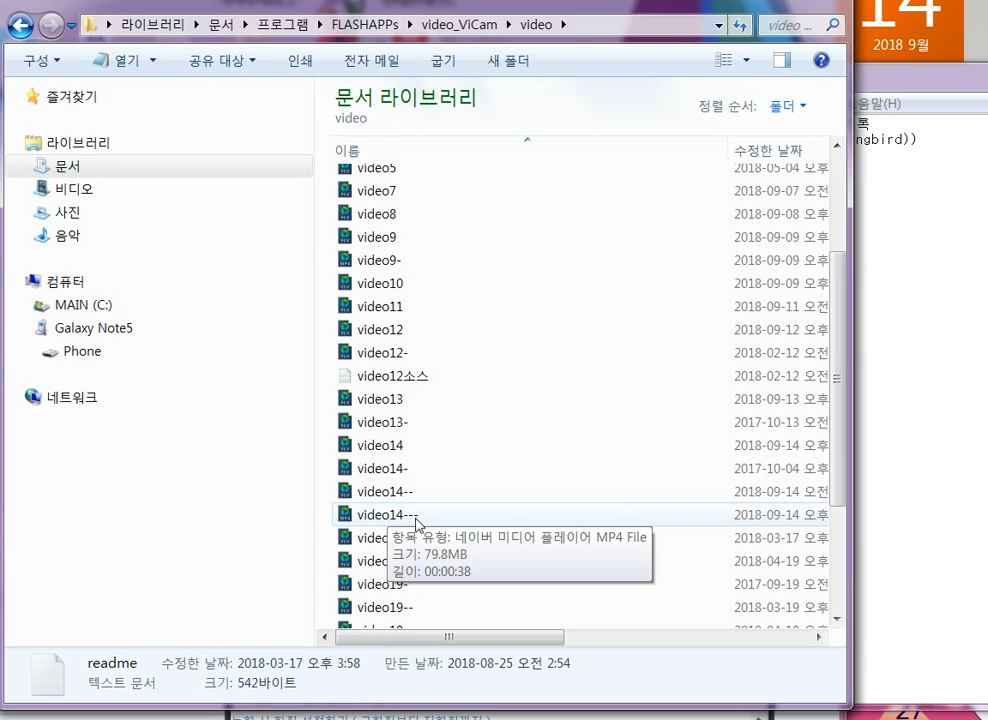 라이브러리 ▸ 문서 ▸ 프로그램 ▸ FLASHAPPs ▸ video_ViCam ▸ video ▸
video ...
14
2018 9월
구성 열기 공유 대상 인쇄 전자 메일 굽기 새 폴더
움말(H)
록
ngbird))
즐겨찾기
라이브러리
문서
비디오
사진
음악
컴퓨터
MAIN (C:)
Galaxy Note5
Phone
네트워크
문서 라이브러리
video
정렬 순서: 폴더
이름 수정한 날짜
video5 2018-05-04 오후
video7 2018-09-07 오전
video8 2018-09-08 오후
video9 2018-09-09 오후
video9- 2018-09-09 오후
video10 2018-09-09 오후
video11 2018-09-11 오전
video12 2018-09-12 오후
video12- 2018-02-12 오전
video12소스 2018-02-12 오전
video13 2018-09-13 오후
video13- 2017-10-13 오전
video14 2018-09-14 오후
video14- 2017-10-04 오후
video14-- 2018-09-14 오전
video14--- 2018-09-14 오후
video 2018-03-17 오후
video 2018-04-19 오후
video19- 2017-09-19 오전
video19-- 2018-03-19 오후
항목 유형: 네이버 미디어 플레이어 MP4 File
크기: 79.8MB
길이: 00:00:38
readme 수정한 날짜: 2018-03-17 오후 3:58 만든 날짜: 2018-08-25 오전 2:54
텍스트 문서 크기: 542바이트
27